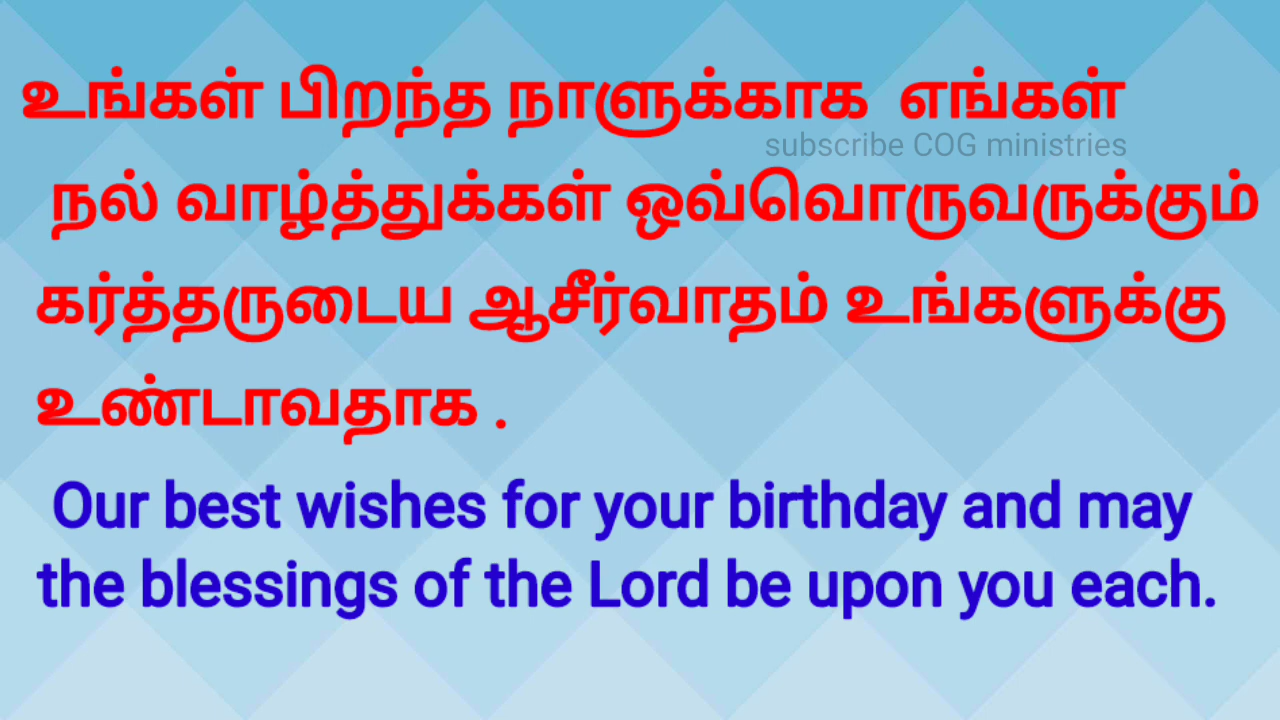 உங்கள் பிறந்த நாளுக்காக எங்கள்
subscribe COG ministries
நல் வாழ்த்துக்கள் ஒவ்வொருவருக்கும்
கர்த்தருடைய ஆசீர்வாதம் உங்களுக்கு
உண்டாவதாக .
Our best wishes for your birthday and may
the blessings of the Lord be upon you each.